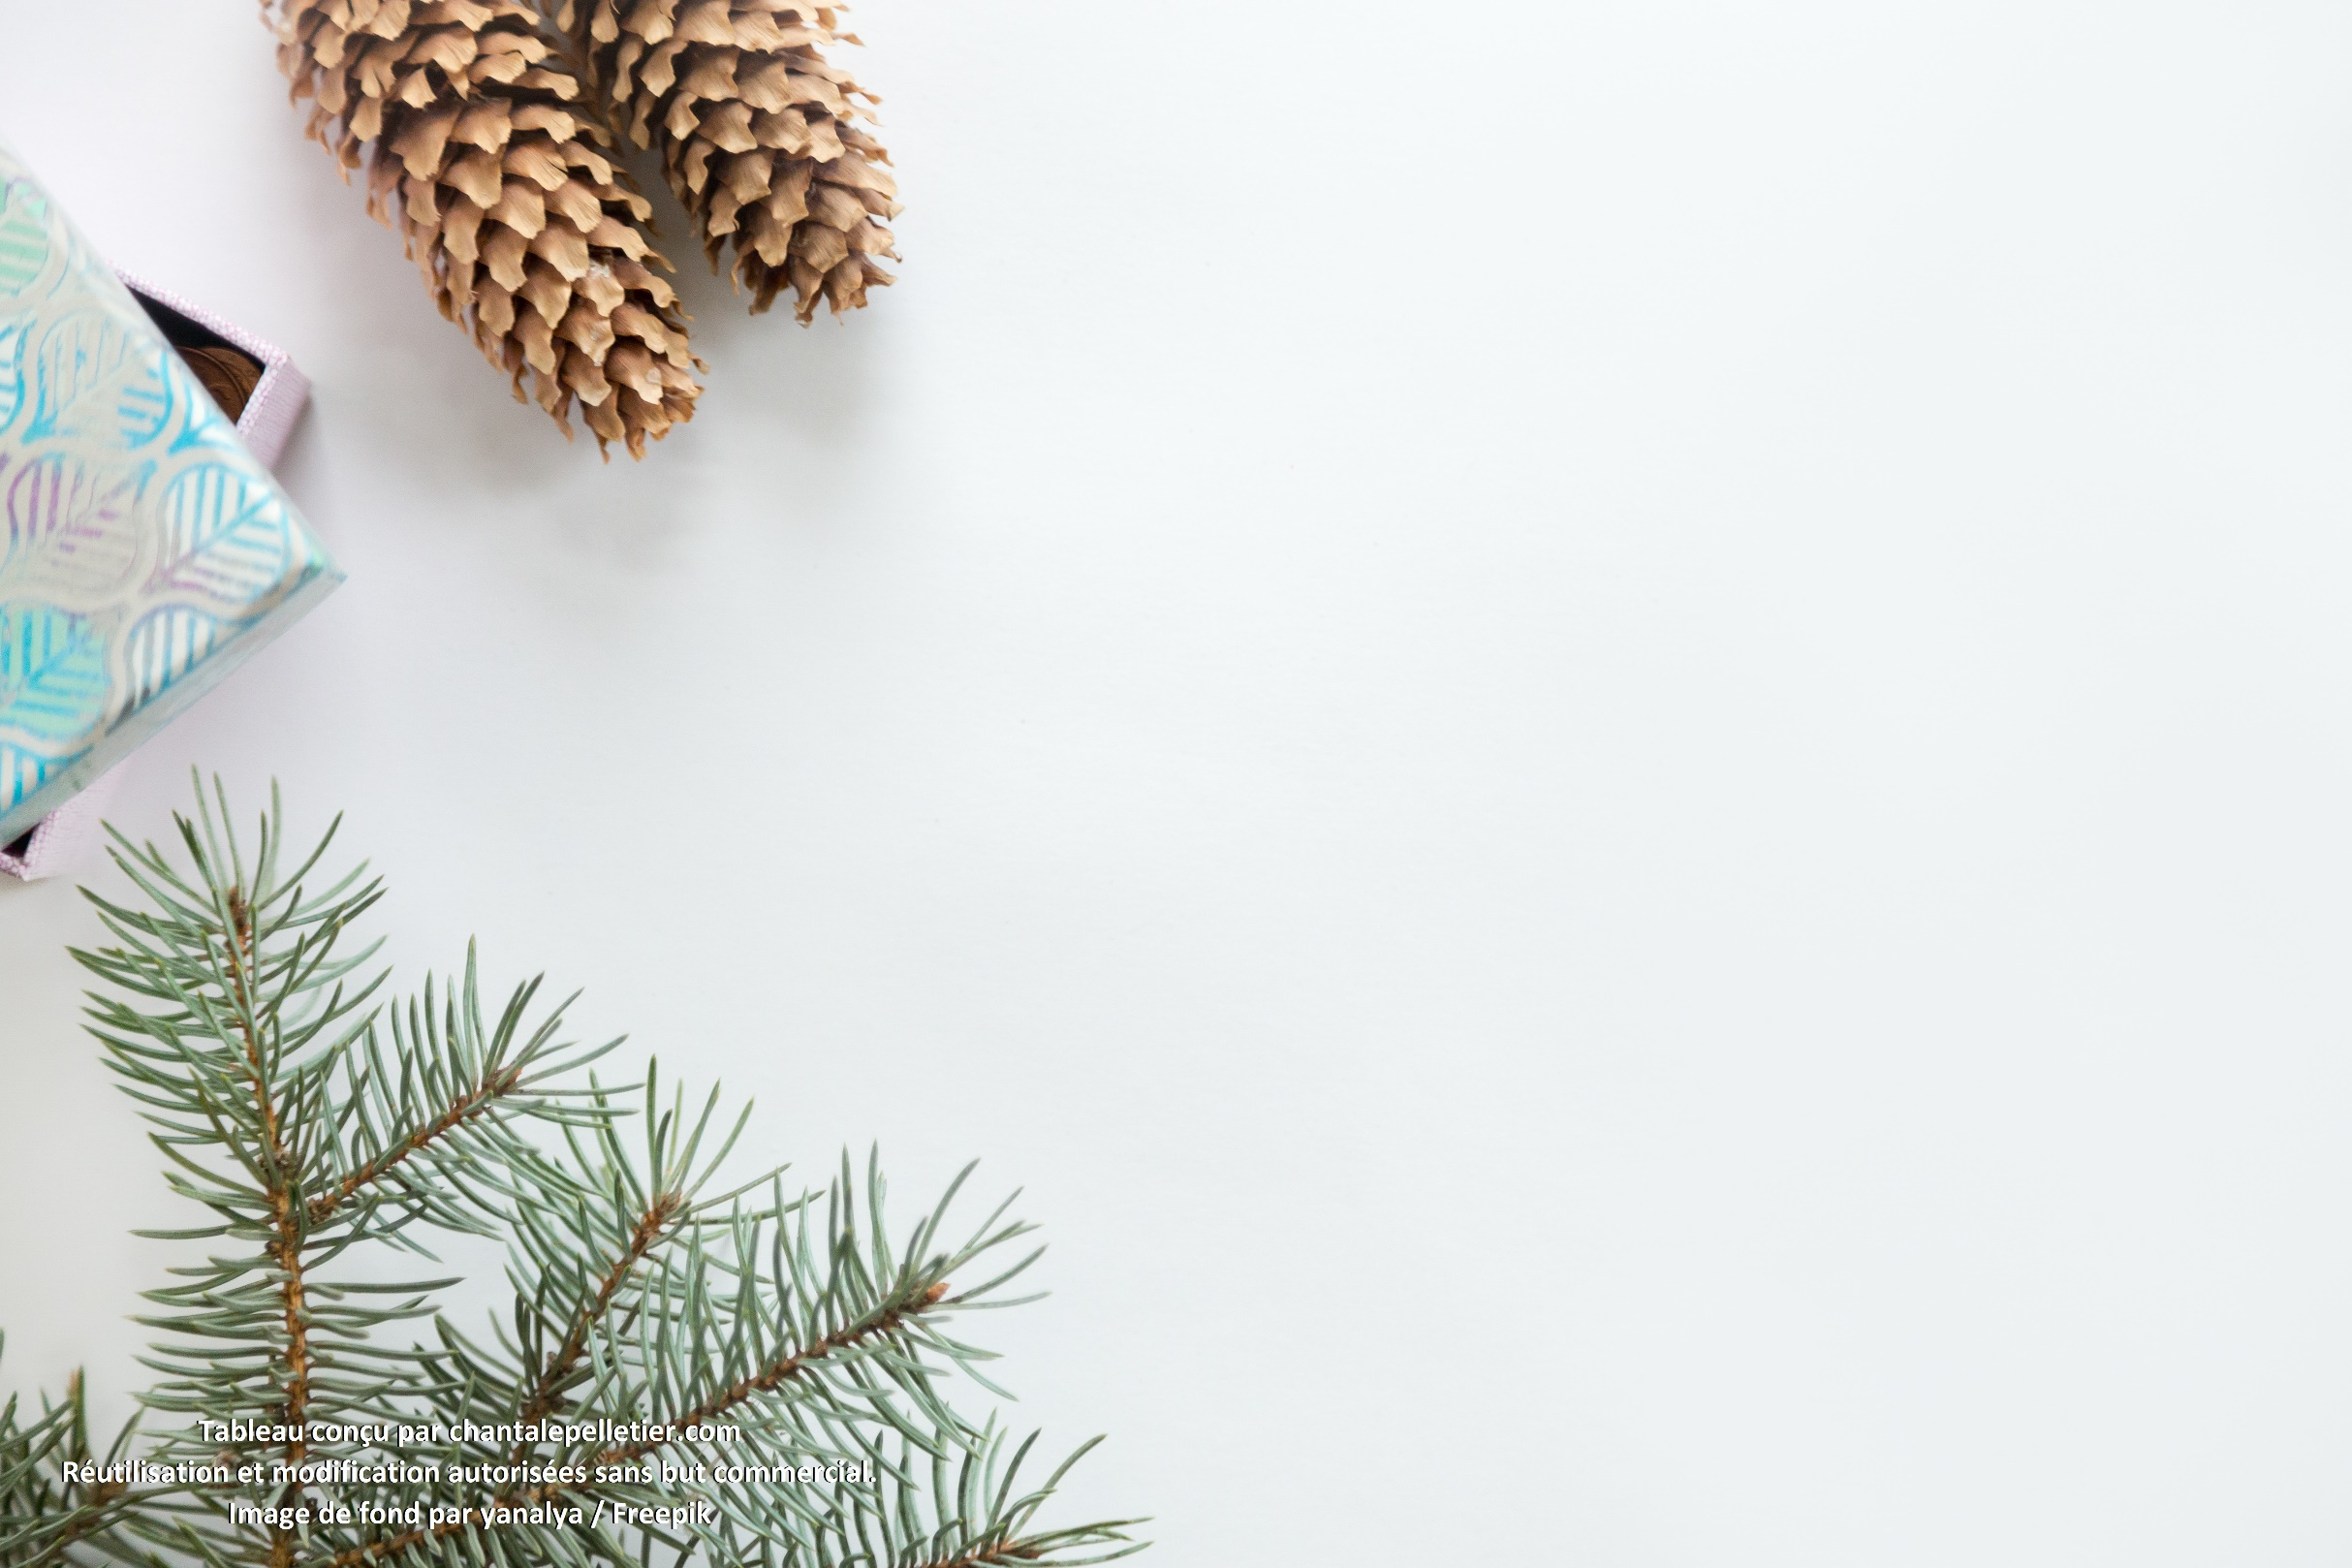 Tableau conçu par chantalepelletier.com
Réutilisation et modification autorisées sans but commercial.
Image de fond par yanalya / Freepik